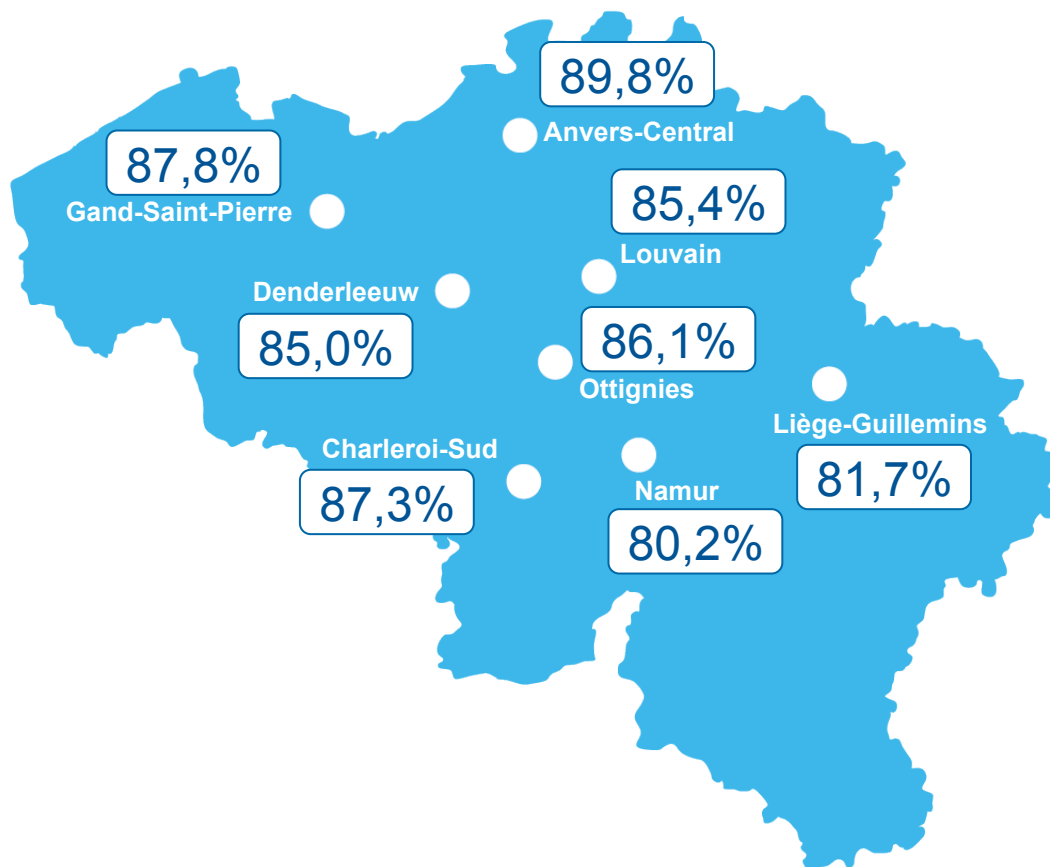 89,8%
Anvers-Central
87,8%
Gand-Saint-Pierre
85,4%
Louvain
Denderleeuw
85,0%
86,1%
Ottignies
Liège-Guillemins
81,7%
Charleroi-Sud
87,3%
Namur
80,2%